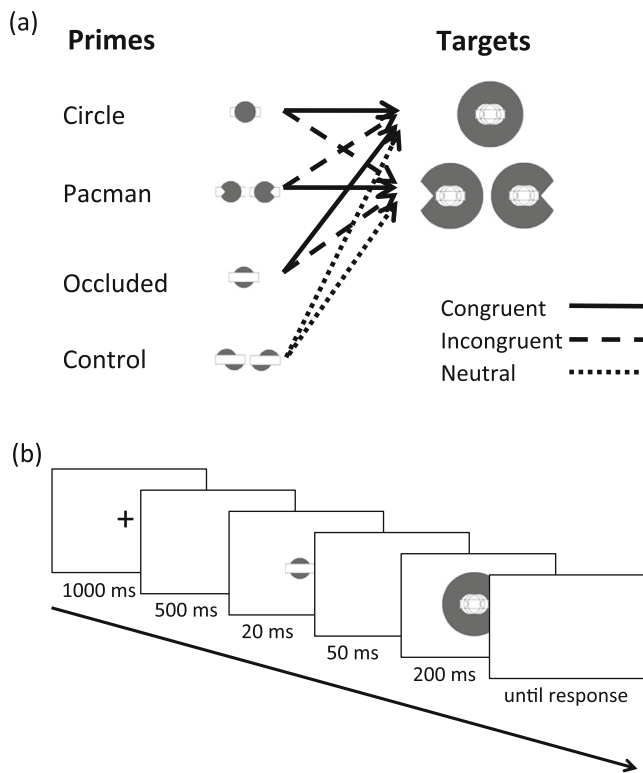 (a)
Primes Targets
Circle
Pacman
Occluded
Control
Congruent
Incongruent
Neutral
(b)
+
1000 ms
500 ms
20 ms
50 ms
200 ms
until response